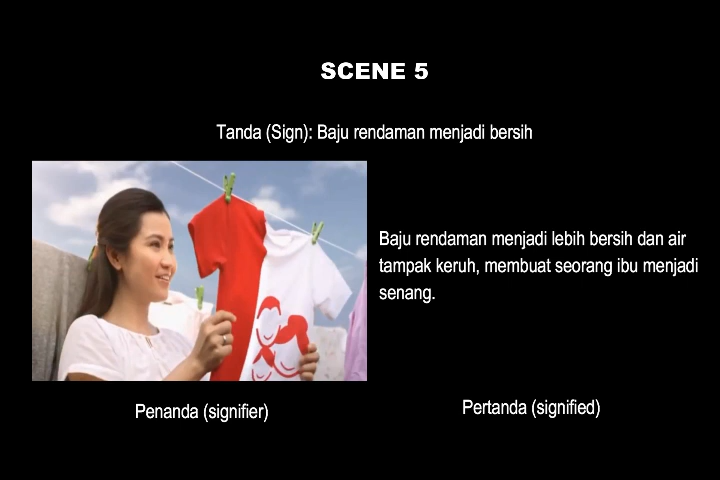 SCENE 5
Tanda (Sign): Baju rendaman menjadi bersih
Baju rendaman menjadi lebih bersih dan air
tampak keruh, membuat seorang ibu menjadi
senang.
Penanda (signifier)
Pertanda (signified)